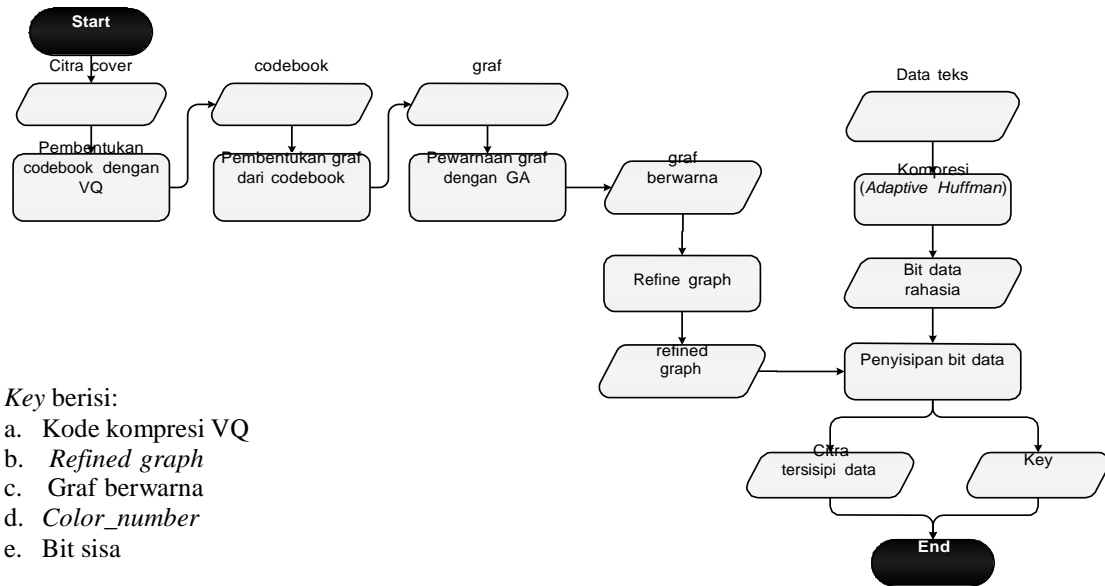 Start
Citra cover
Pembentukan
codebook dengan
VQ
codebook
Pembentukan graf
dari codebook
graf
Pewarnaan graf
dengan GA
graf
berwarna
Refine graph
refined
graph
Data teks
Kompresi
(Adaptive Huffman)
Bit data
rahasia
Penyisipan bit data
Citra
tersisipi data
Key
End
Key berisi:
a. Kode kompresi VQ
b. Refined graph
c. Graf berwarna
d. Color_number
e. Bit sisa